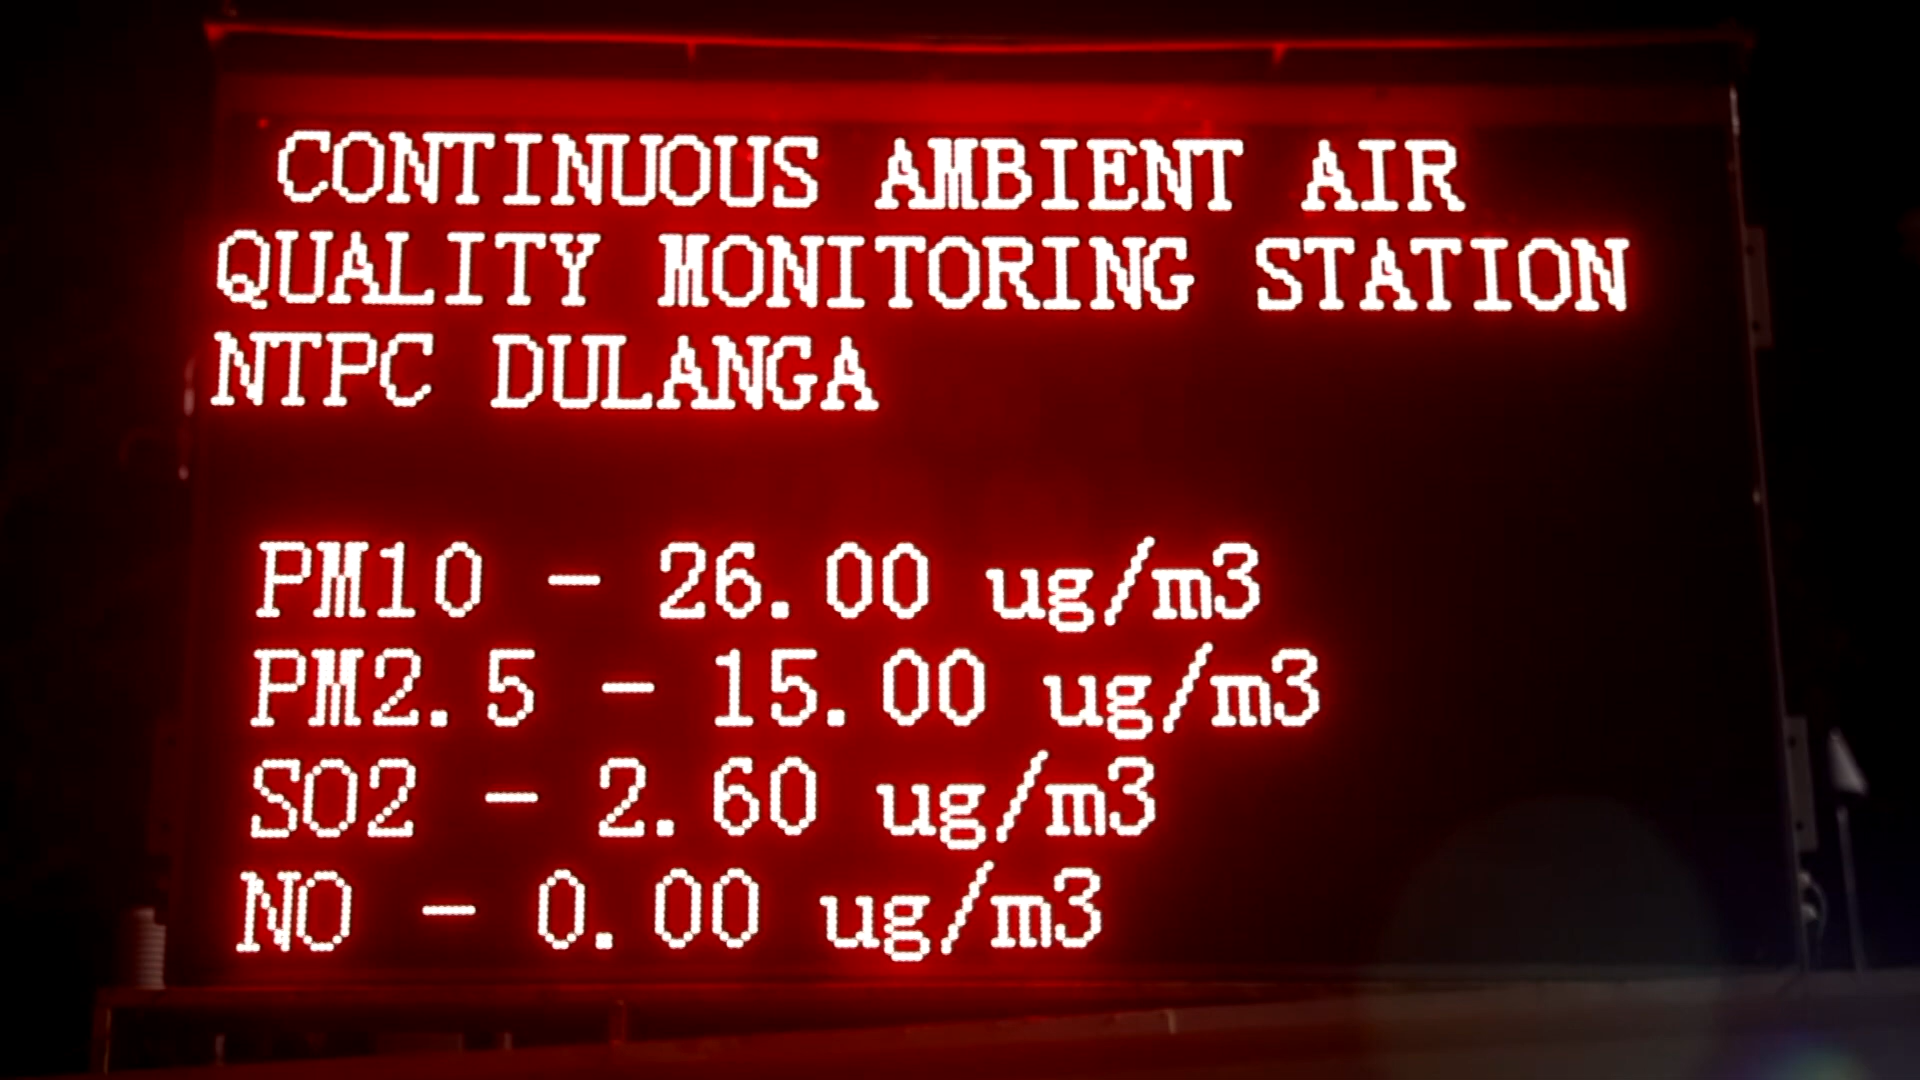 CONTINUOUS AMBIENT AIR
QUALITY MONITORING STATION
NTPC DULANGA
PM10 - 26.00 ug/m3
PM2.5 - 15.00 ug/m3
SO2 - 2.60 ug/m3
NO - 0.00 ug/m3